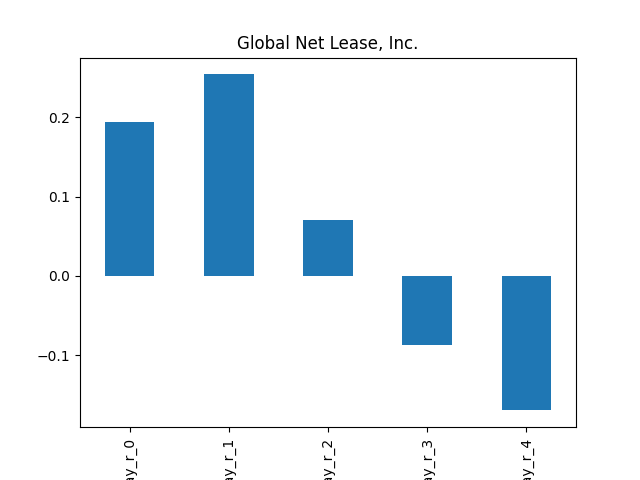 Global Net Lease, Inc.
0.2
0.1
0.0
−0.1
ay_r_0
ay_r_1
ay_r_2
ay_r_3
ay_r_4